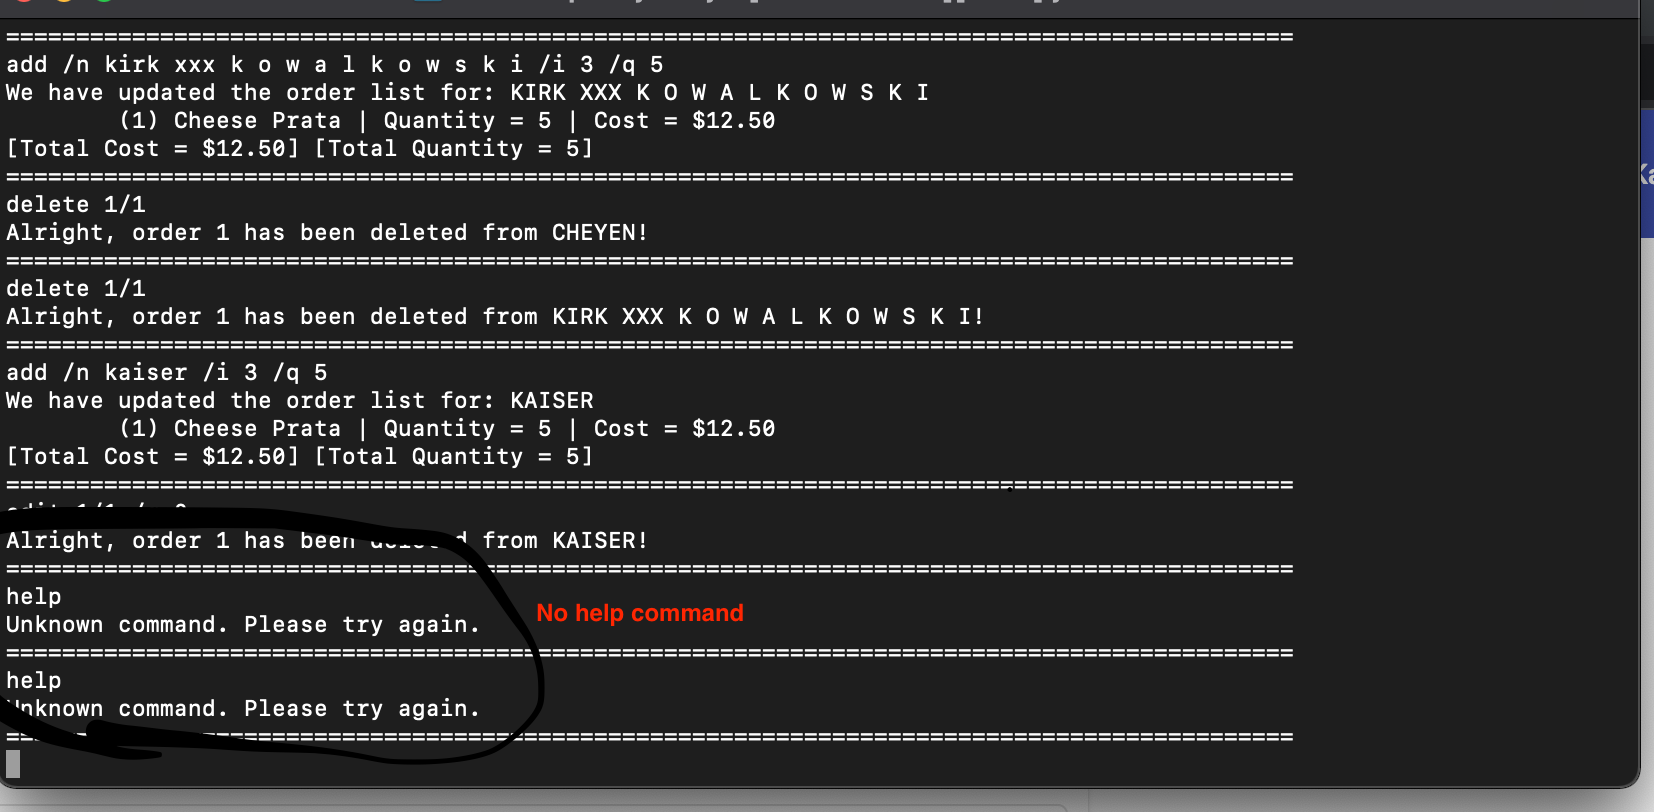 ================================================================================
add /n kirk xxx k o w a l k o w s k i /i 3 /q 5
We have updated the order list for: KIRK XXX K O W A L K O W S K I
(1) Cheese Prata | Quantity = 5 | Cost = $12.50
[Total Cost = $12.50] [Total Quantity = 5]
================================================================================
delete 1/1
Alright, order 1 has been deleted from CHEYEN!
================================================================================
delete 1/1
Alright, order 1 has been deleted from KIRK XXX K O W A L K O W S K I!
================================================================================
add /n kaiser /i 3 /q 5
We have updated the order list for: KAISER
(1) Cheese Prata | Quantity = 5 | Cost = $12.50
[Total Cost = $12.50] [Total Quantity = 5]
================================================================================
Alright, order 1 has been deleted from KAISER!
================================================================================
help
Unknown command. Please try again.
No help command
================================================================================
help
Unknown command. Please try again.
================================================================================